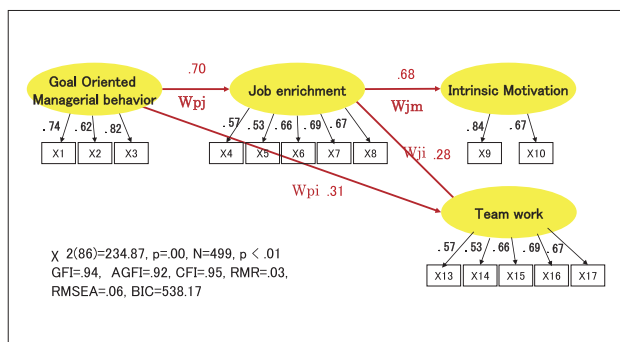 .70
.68
Goal Oriented
Managerial behavior
Job enrichment
Intrinsic Motivation
Wpj
Wjm
.74
.62
.82
.57
.53
.66
.69
.67
.84
.67
X1
X2
X3
X4
X5
X6
X7
X8
X9
X10
Wji .28
Wpi .31
Team work
.57
.53
.66
.69
.67
X13
X14
X15
X16
X17
χ 2(86)=234.87, p=.00, N=499, p < .01
GFI=.94, AGFI=.92, CFI=.95, RMR=.03,
RMSEA=.06, BIC=538.17